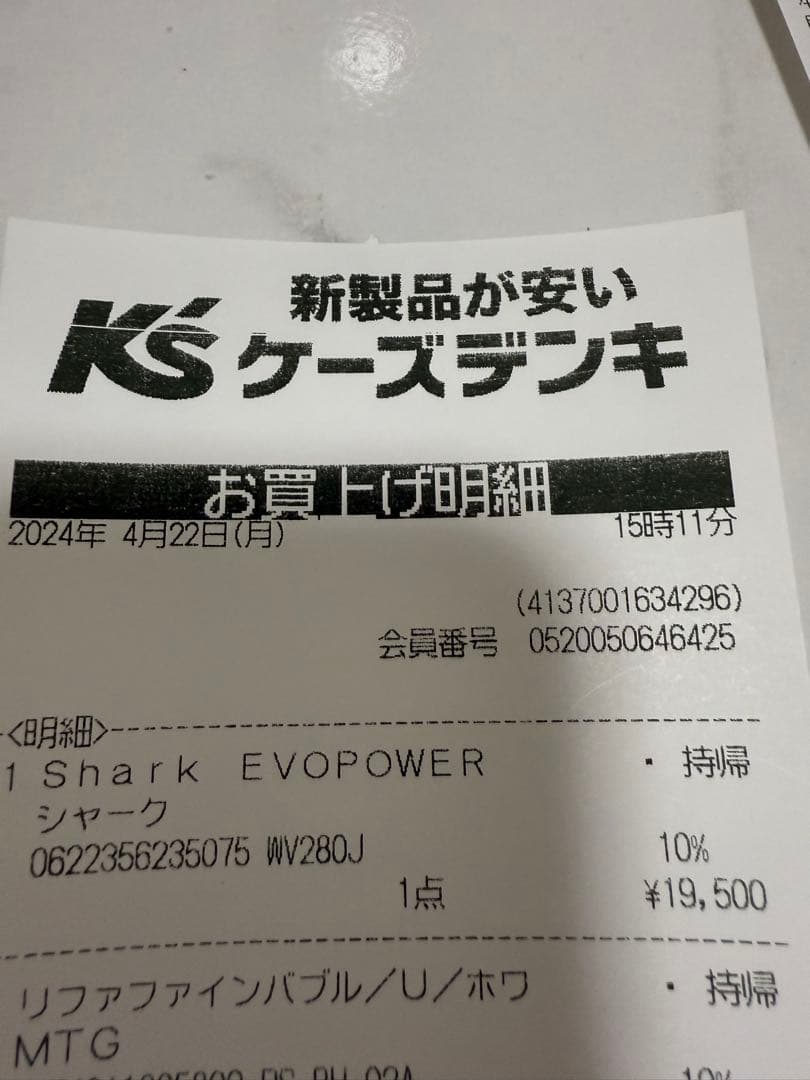 新製品が安い
K's ケーズデンキ
お買上げ明細
2024年 4月22日(月) 15時11分
(4137001634296)
会員番号 0520050646425
<明細>
1 Shark EVOPOWER ・ 持帰
シャーク
0622356235075 WV280J 10%
1点 ¥19,500
リファファインバブル/U/ホワ ・ 持帰
MTG
10%